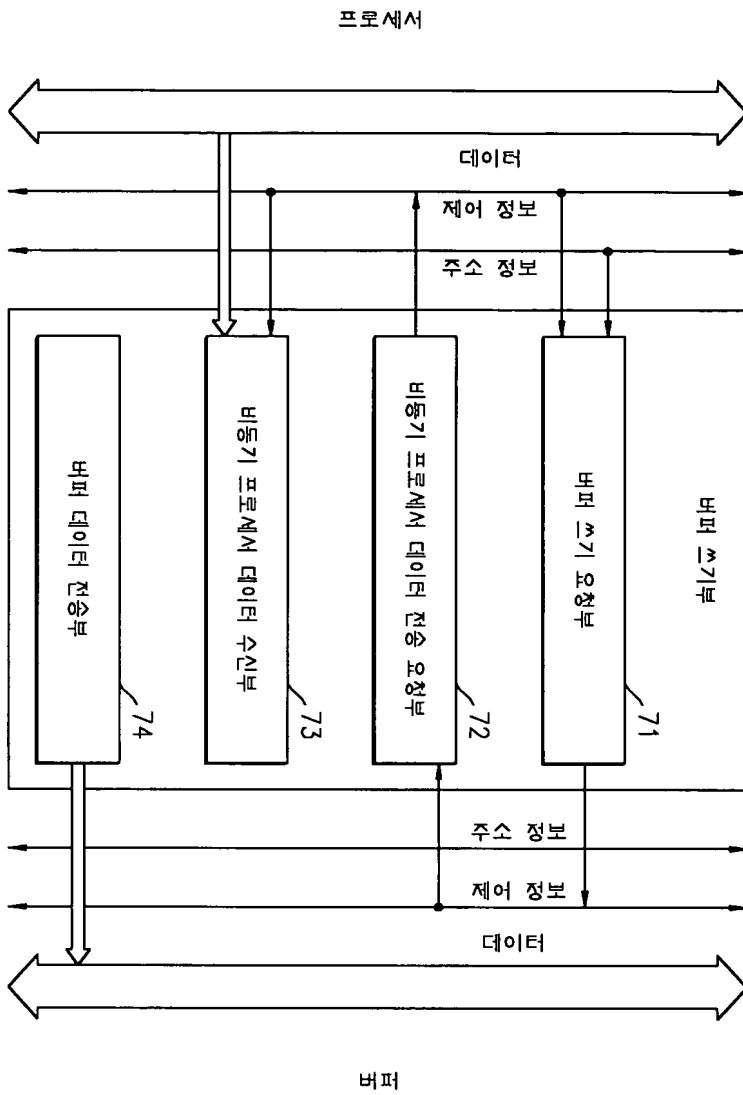 프로세서
데이터
제어 정보
주소 정보
버퍼 쓰기부
버퍼 쓰기 요청부
71
비동기 프로세서 데이터 전송 요청부
72
비동기 프로세서 데이터 수신부
73
버퍼 데이터 전송부
74
주소 정보
제어 정보
데이터
버퍼